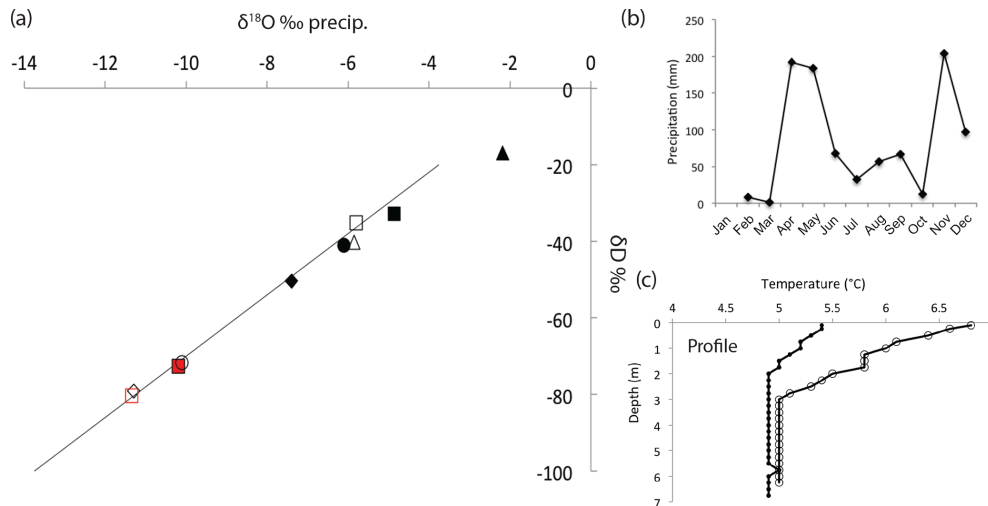 (a)
δ18O ‰ precip.
-14 -12 -10 -8 -6 -4 -2 0
0
-20
-40
-60
-80
-100
δD ‰
(b)
Precipitation (mm)
250
200
150
100
50
0
Jan Feb Mar Apr May Jun Jul Aug Sep Oct Nov Dec
(c)
Temperature (°C)
4 4.5 5 5.5 6 6.5
Profile
Depth (m)
0
1
2
3
4
5
6
7